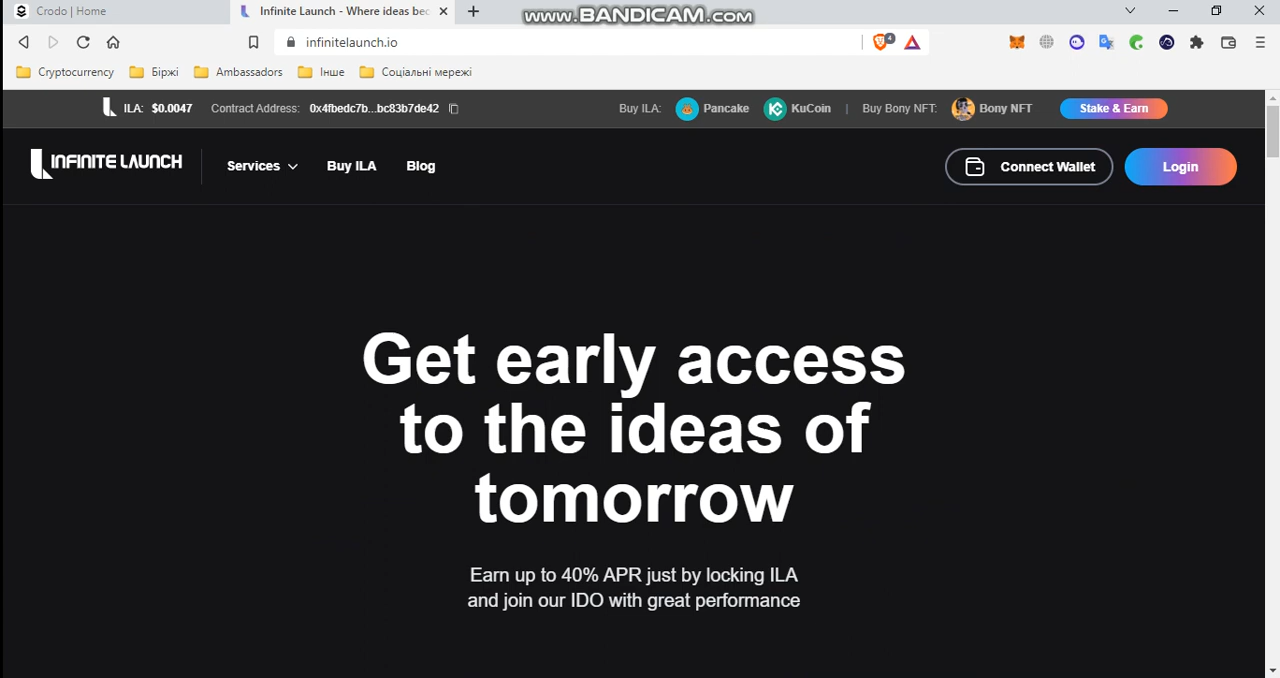 Crodo | Home
Infinite Launch - Where ideas bec
www.BANDICAM.com
infinitelaunch.io
4
Cryptocurrency
Біржі
Ambassadors
Інше
Соціальні мережі
ILA: $0.0047
Contract Address: 0x4fbedc7b...bc83b7de42
Buy ILA:
Pancake
KuCoin
|
Buy Bony NFT:
Bony NFT
Stake & Earn
INFINITE LAUNCH
Services
Buy ILA
Blog
Connect Wallet
Login
Get early access
to the ideas of
tomorrow
Earn up to 40% APR just by locking ILA
and join our IDO with great performance